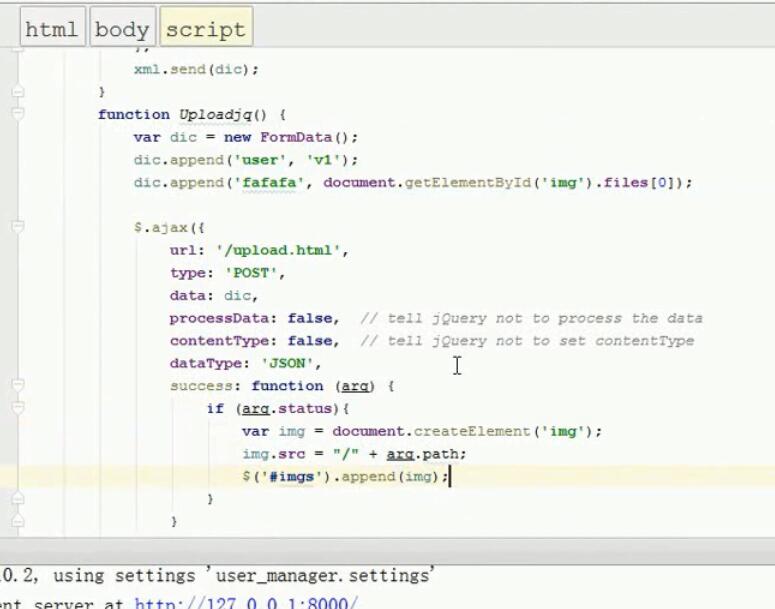 html body script
};
xml.send(dic);
}
function Uploadjq() {
var dic = new FormData();
dic.append('user', 'v1');
dic.append('fafafa', document.getElementById('img').files[0]);
$.ajax({
url: '/upload.html',
type: 'POST',
data: dic,
processData: false,  // tell jQuery not to process the data
contentType: false,  // tell jQuery not to set contentType
dataType: 'JSON',
success: function (arg) {
if (arg.status){
var img = document.createElement('img');
img.src = "/" + arg.path;
$('#imgs').append(img);
}
}
.0.2, using settings 'user_manager.settings'
ent server at http://127.0.0.1:8000/